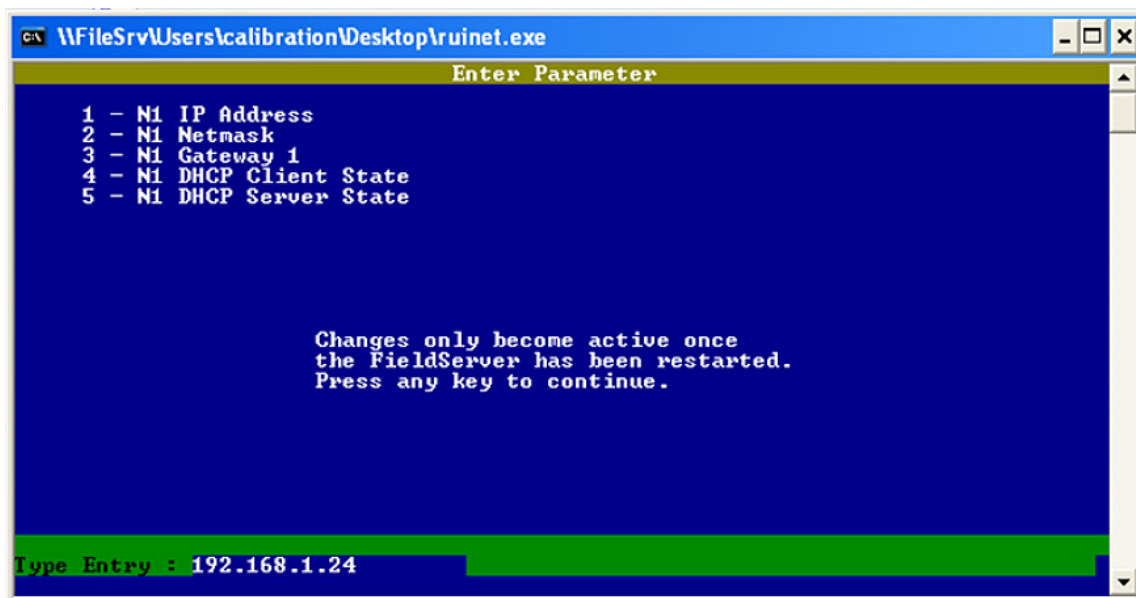 \\FileSrv\Users\calibration\Desktop\ruinet.exe
Enter Parameter
1 - N1 IP Address
2 - N1 Netmask
3 - N1 Gateway 1
4 - N1 DHCP Client State
5 - N1 DHCP Server State
Changes only become active once
the FieldServer has been restarted.
Press any key to continue.
Type Entry : 192.168.1.24